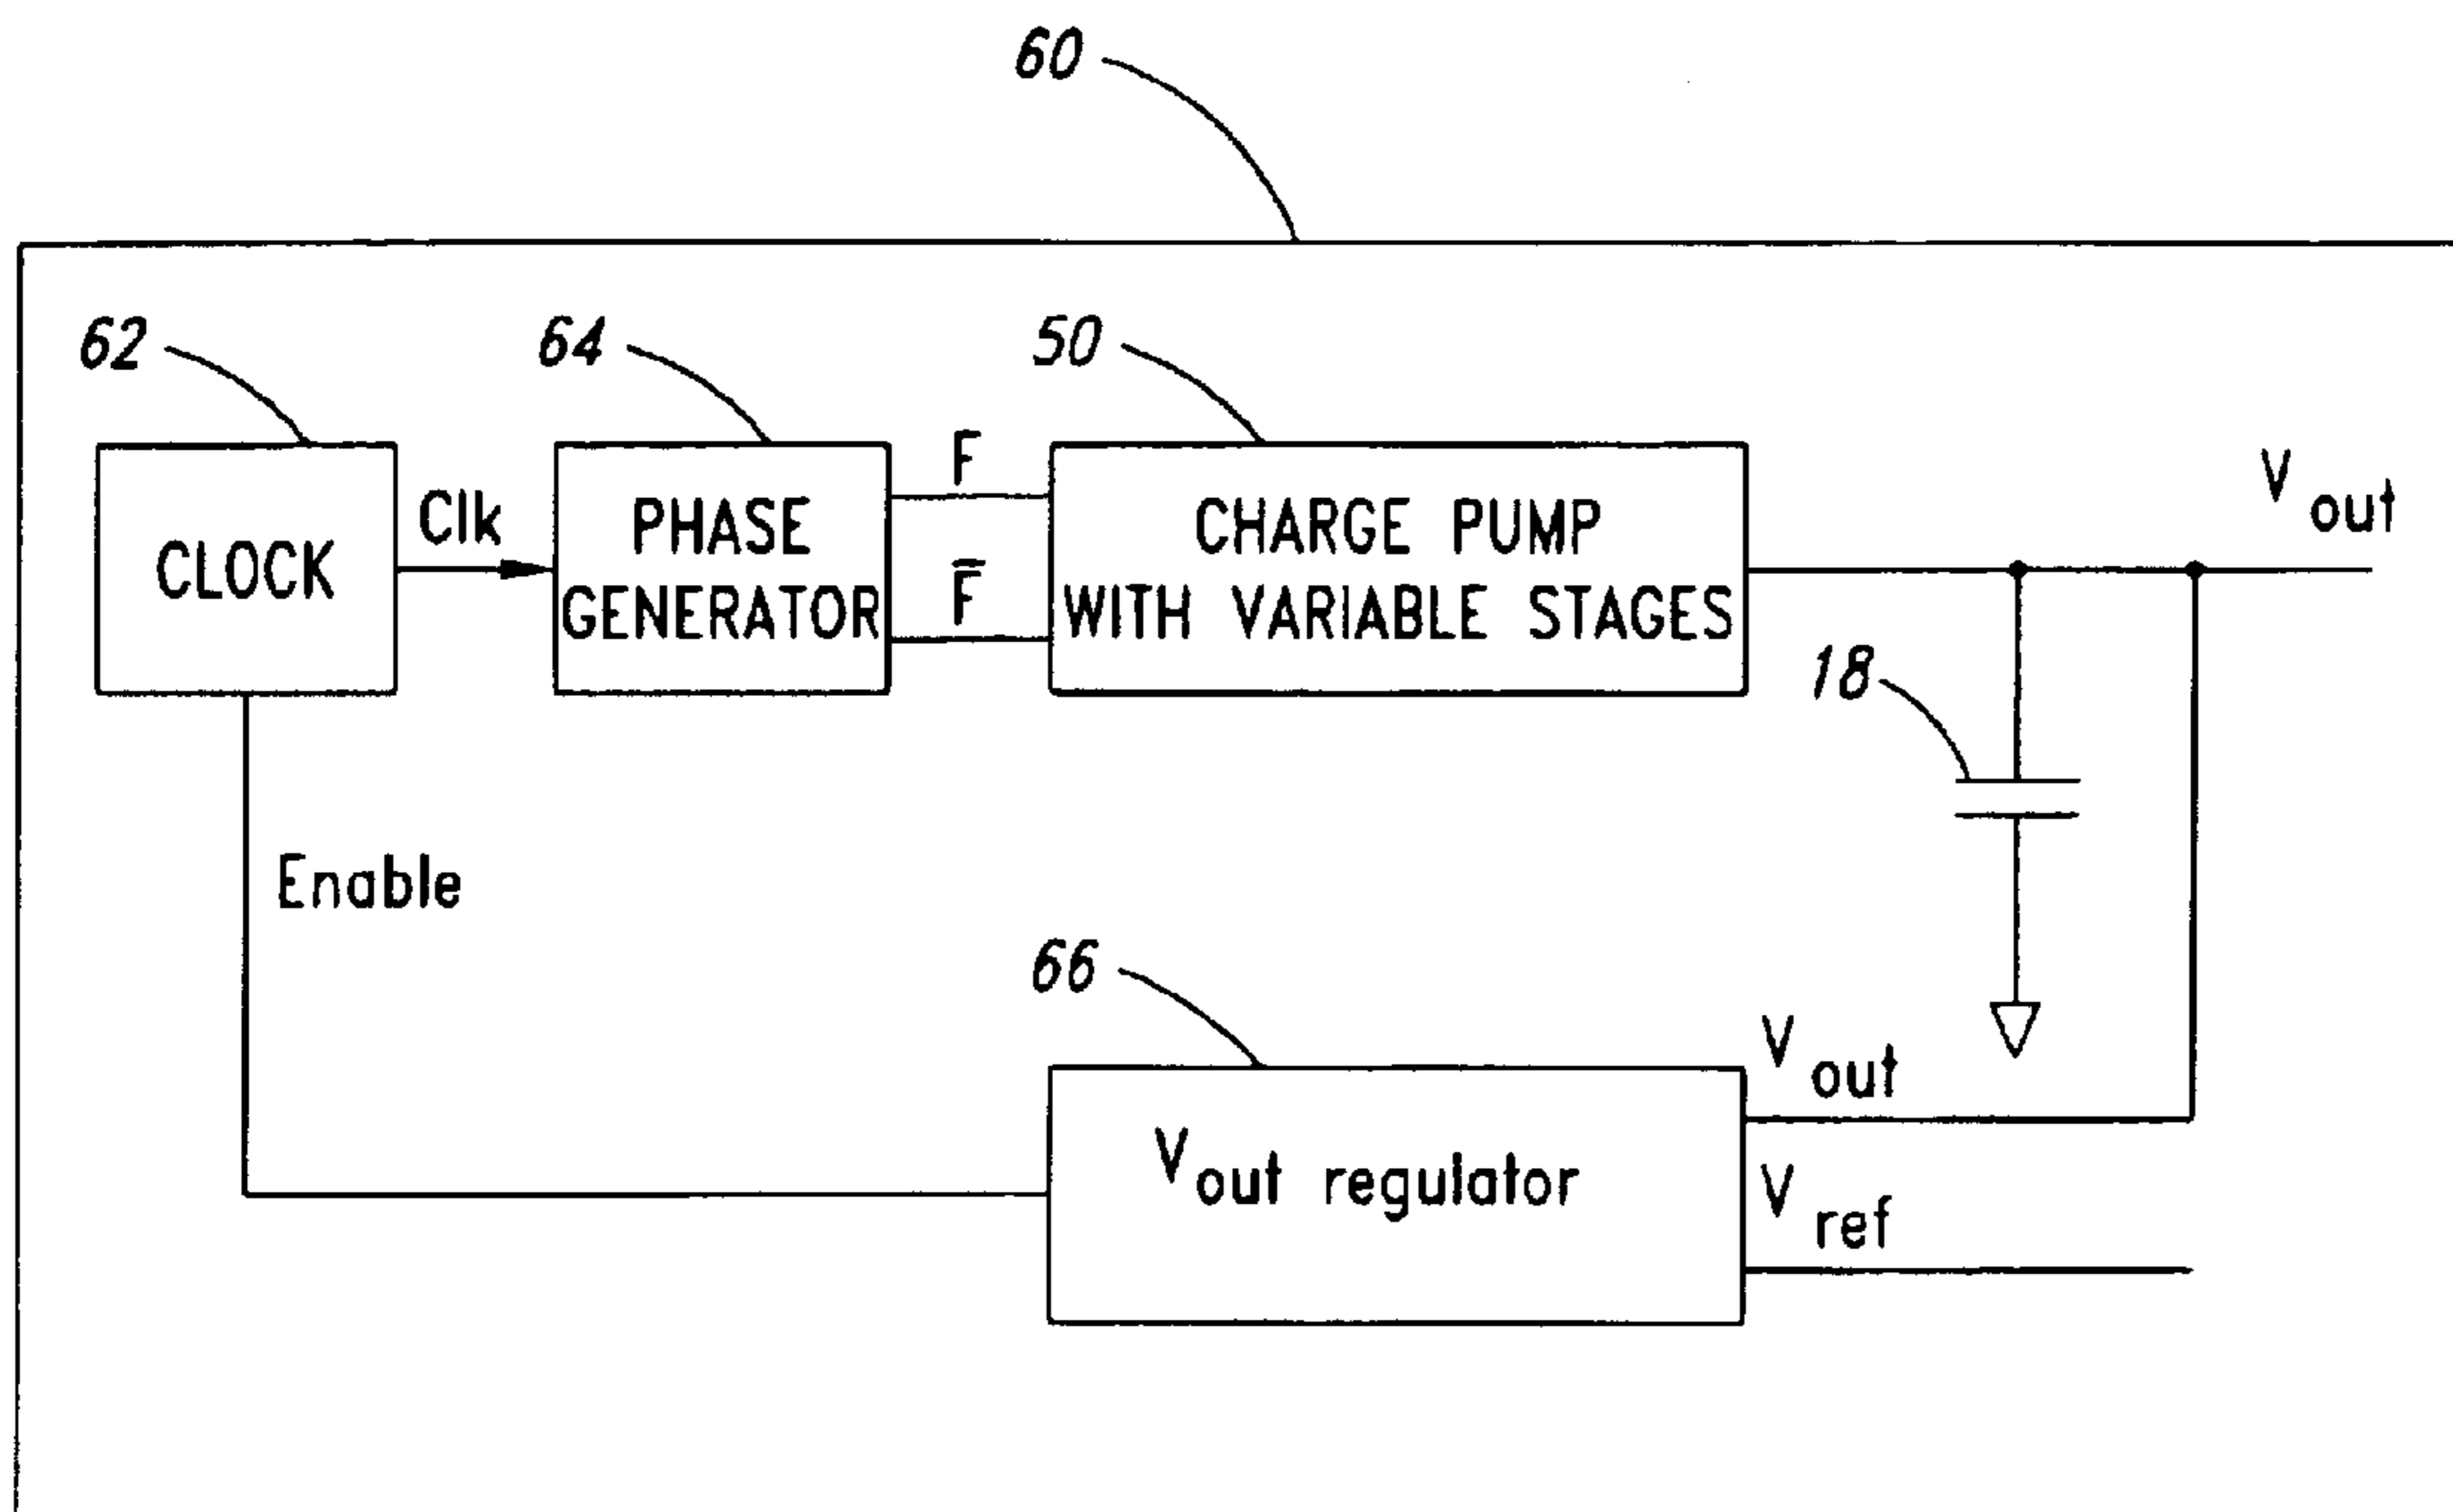 60
62
64
50
CLOCK
Clk
PHASE
GENERATOR
F
F̅
CHARGE PUMP
WITH VARIABLE STAGES
V out
18
Enable
66
V out regulator
V out
V ref